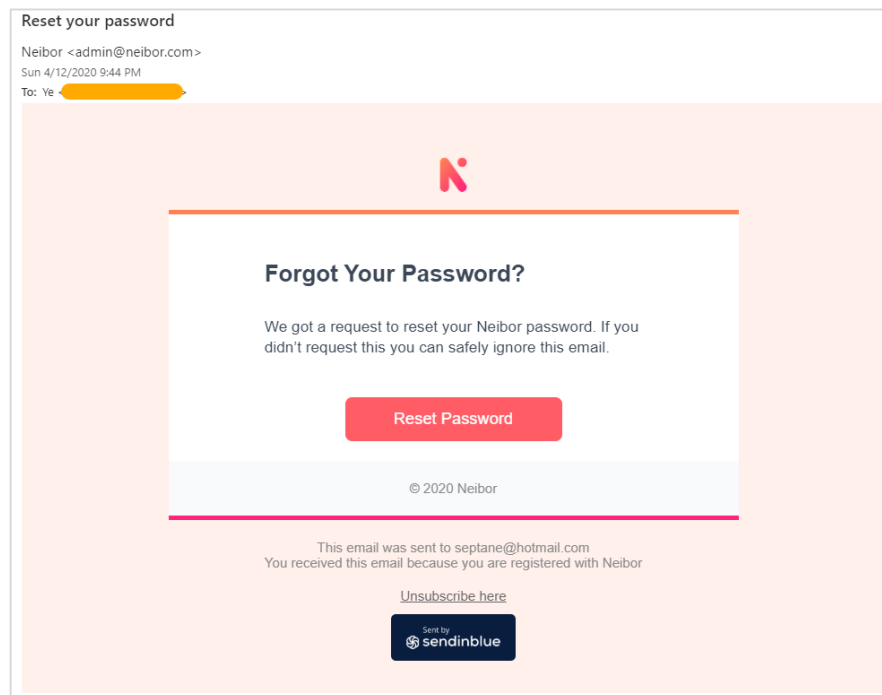 Reset your password
Neibor <admin@neibor.com>
Sun 4/12/2020 9:44 PM
To: Ye < >
Forgot Your Password?
We got a request to reset your Neibor password. If you
didn’t request this you can safely ignore this email.
Reset Password
© 2020 Neibor
This email was sent to septane@hotmail.com
You received this email because you are registered with Neibor
Unsubscribe here
Sent by
sendinblue